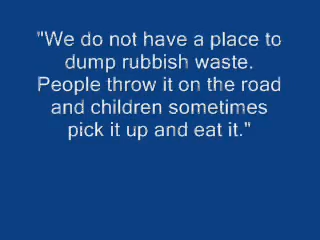 "We do not have a place to
dump rubbish waste.
People throw it on the road
and children sometimes
pick it up and eat it."